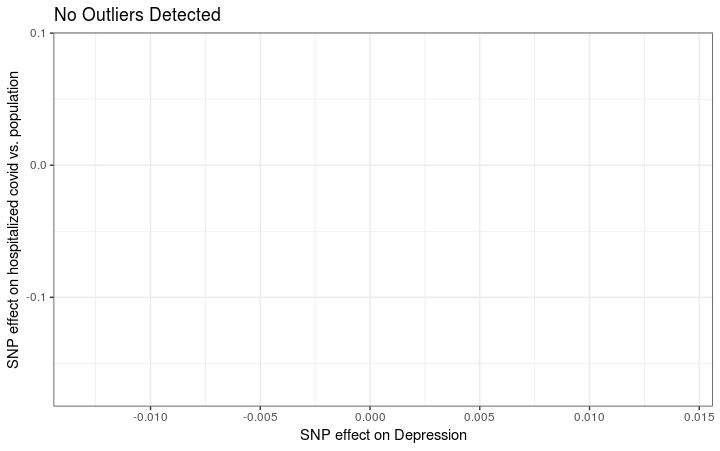 No Outliers Detected
SNP effect on hospitalized covid vs. population
0.1
0.0
-0.1
-0.010 -0.005 0.000 0.005 0.010 0.015
SNP effect on Depression